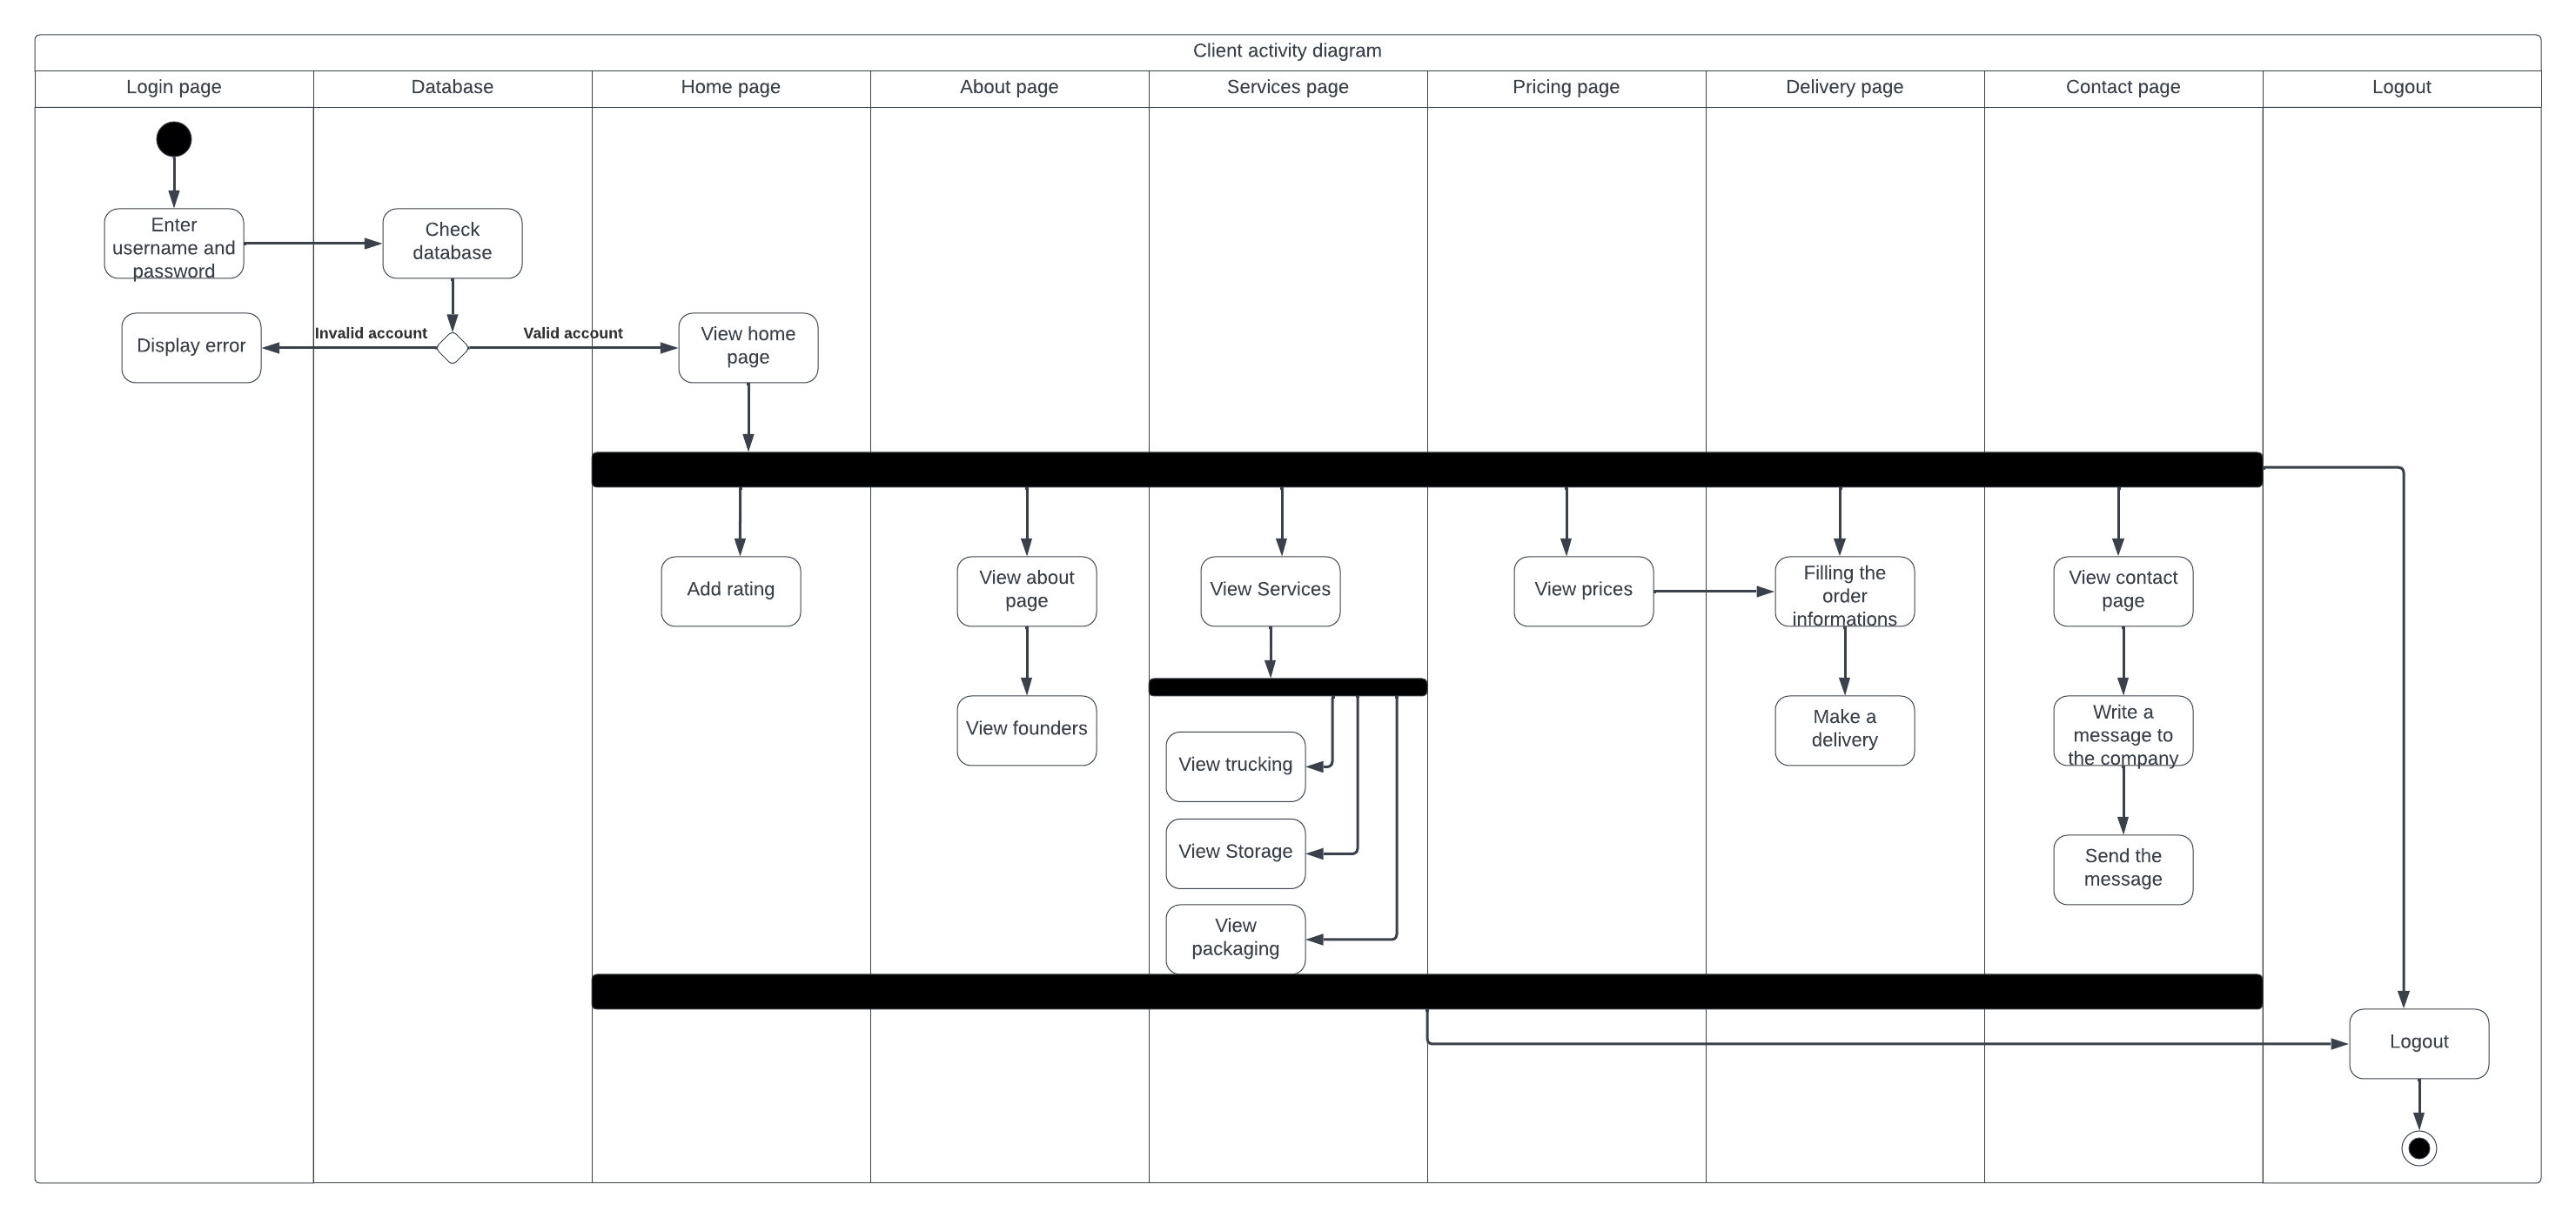 Client activity diagram
Login page
Database
Home page
About page
Services page
Pricing page
Delivery page
Contact page
Logout
Enter
username and
password
Check
database
Invalid account
Valid account
Display error
View home
page
Add rating
View about
page
View Services
View prices
Filling the
order
informations
View contact
page
View founders
View trucking
View Storage
View
packaging
Make a
delivery
Write a
message to
the company
Send the
message
Logout